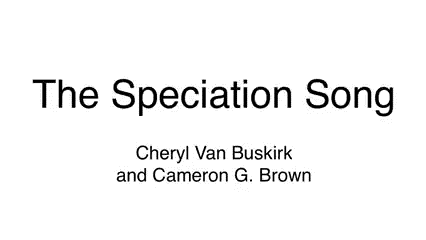 The Speciation Song
Cheryl Van Buskirk
and Cameron G. Brown